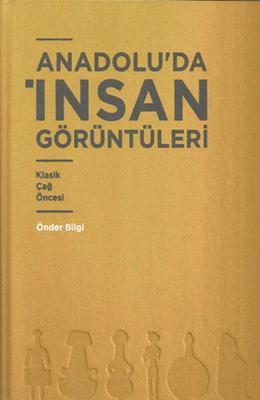 ANADOLU'DA
İNSAN
GÖRÜNTÜLERİ
Klasik
Çağ
Öncesi
Önder Bilgi